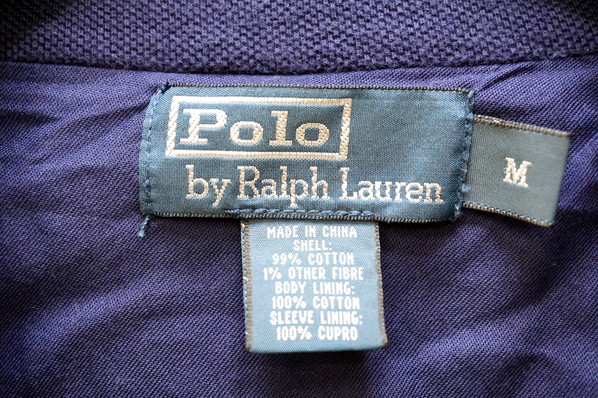 Polo
by Ralph Lauren
M
MADE IN CHINA
SHELL:
99% COTTON
1% OTHER FIBRE
BODY LINING:
100% COTTON
SLEEVE LINING:
100% CUPRO